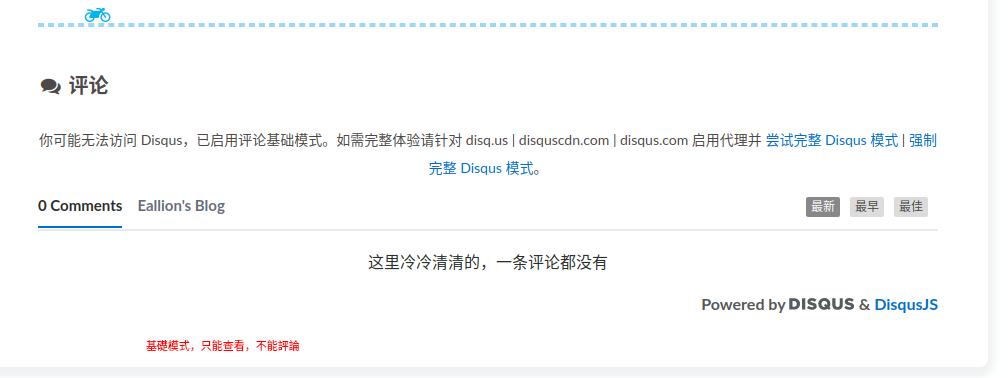 评论
你可能无法访问 Disqus，已启用评论基础模式。如需完整体验请针对 disq.us | disquscdn.com | disqus.com 启用代理并 尝试完整 Disqus 模式 | 强制
完整 Disqus 模式。
0 Comments Eallion's Blog 最新 最早 最佳
这里冷冷清清的，一条评论都没有
Powered by DISQUS & DisqusJS
基礎模式，只能查看，不能評論